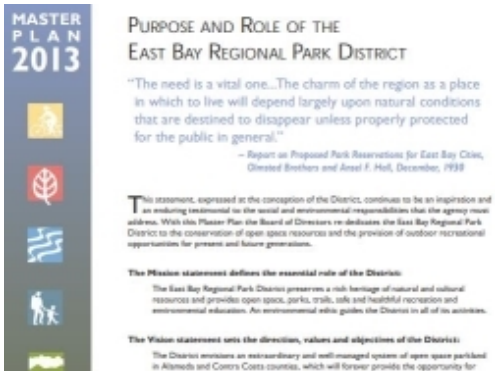 MASTER
PLAN
2013
PURPOSE AND ROLE OF THE
EAST BAY REGIONAL PARK DISTRICT
“The need is a vital one...The charm of the region as a place
in which to live will depend largely upon natural conditions
that are destined to disappear unless properly protected
for the public in general.”
– Report on Proposed Park Reservations for East Bay Cities,
Olmsted Brothers and Ansel F. Hall, December, 1930
This statement, expressed at the conception of the District, continues to be an inspiration and
an enduring testimonial to the social and environmental responsibilities that the agency must
address. With this Master Plan the Board of Directors re-dedicates the East Bay Regional Park
District to the conservation of open space resources and the provision of outdoor recreational
opportunities for present and future generations.
The Mission statement defines the essential role of the District:
The East Bay Regional Park District preserves a rich heritage of natural and cultural
resources and provides open space, parks, trails, safe and healthful recreation and
environmental education. An environmental ethic guides the District in all of its activities.
The Vision statement sets the direction, values and objectives of the District:
The District envisions an extraordinary and well-managed system of open space parkland
in Alameda and Contra Costa counties, which will forever provide the opportunity for